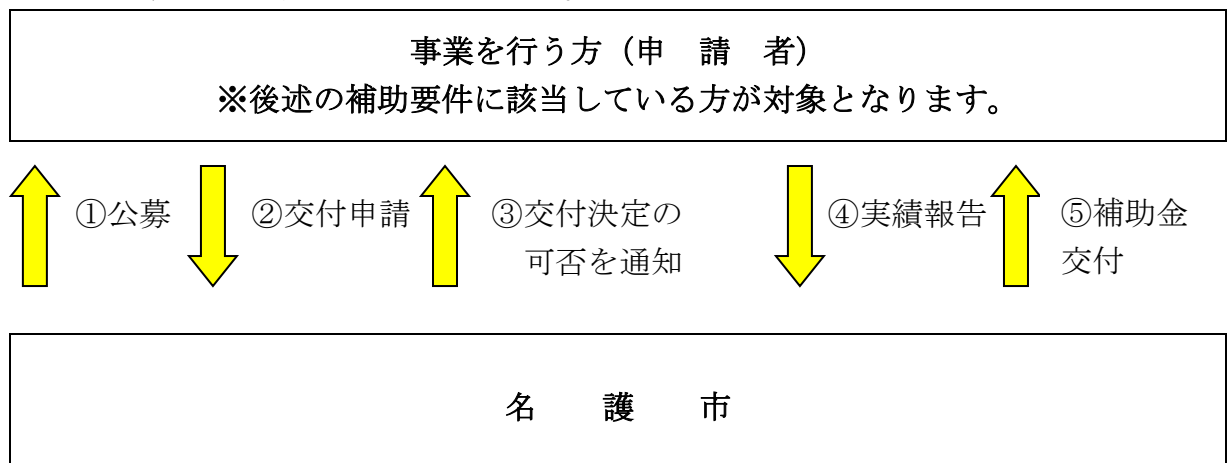 事業を行う方（申　請　者）
※後述の補助要件に該当している方が対象となります。
①公募
②交付申請
③交付決定の
可否を通知
④実績報告
⑤補助金
交付
名　　護　　市